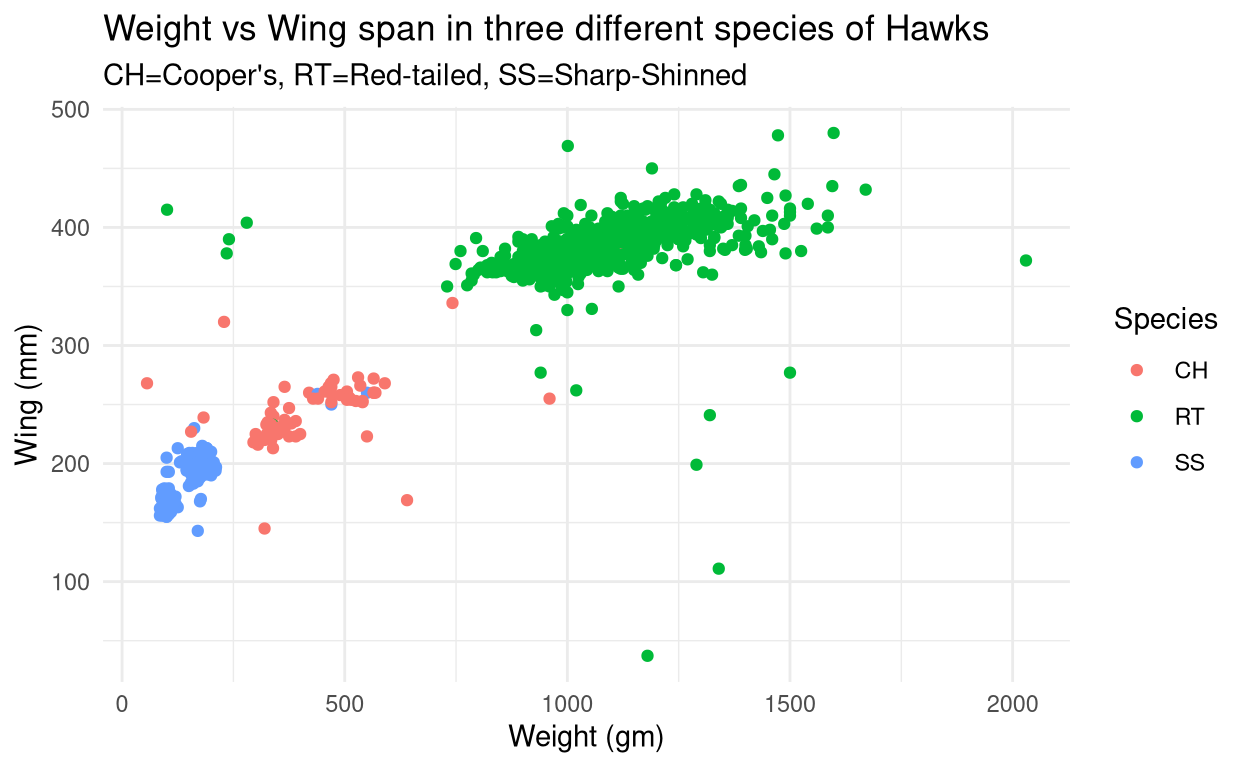 Weight vs Wing span in three different species of Hawks
CH=Cooper's, RT=Red-tailed, SS=Sharp-Shinned
500
400
300
200
100
Wing (mm)
0 500 1000 1500 2000
Weight (gm)
Species
CH
RT
SS